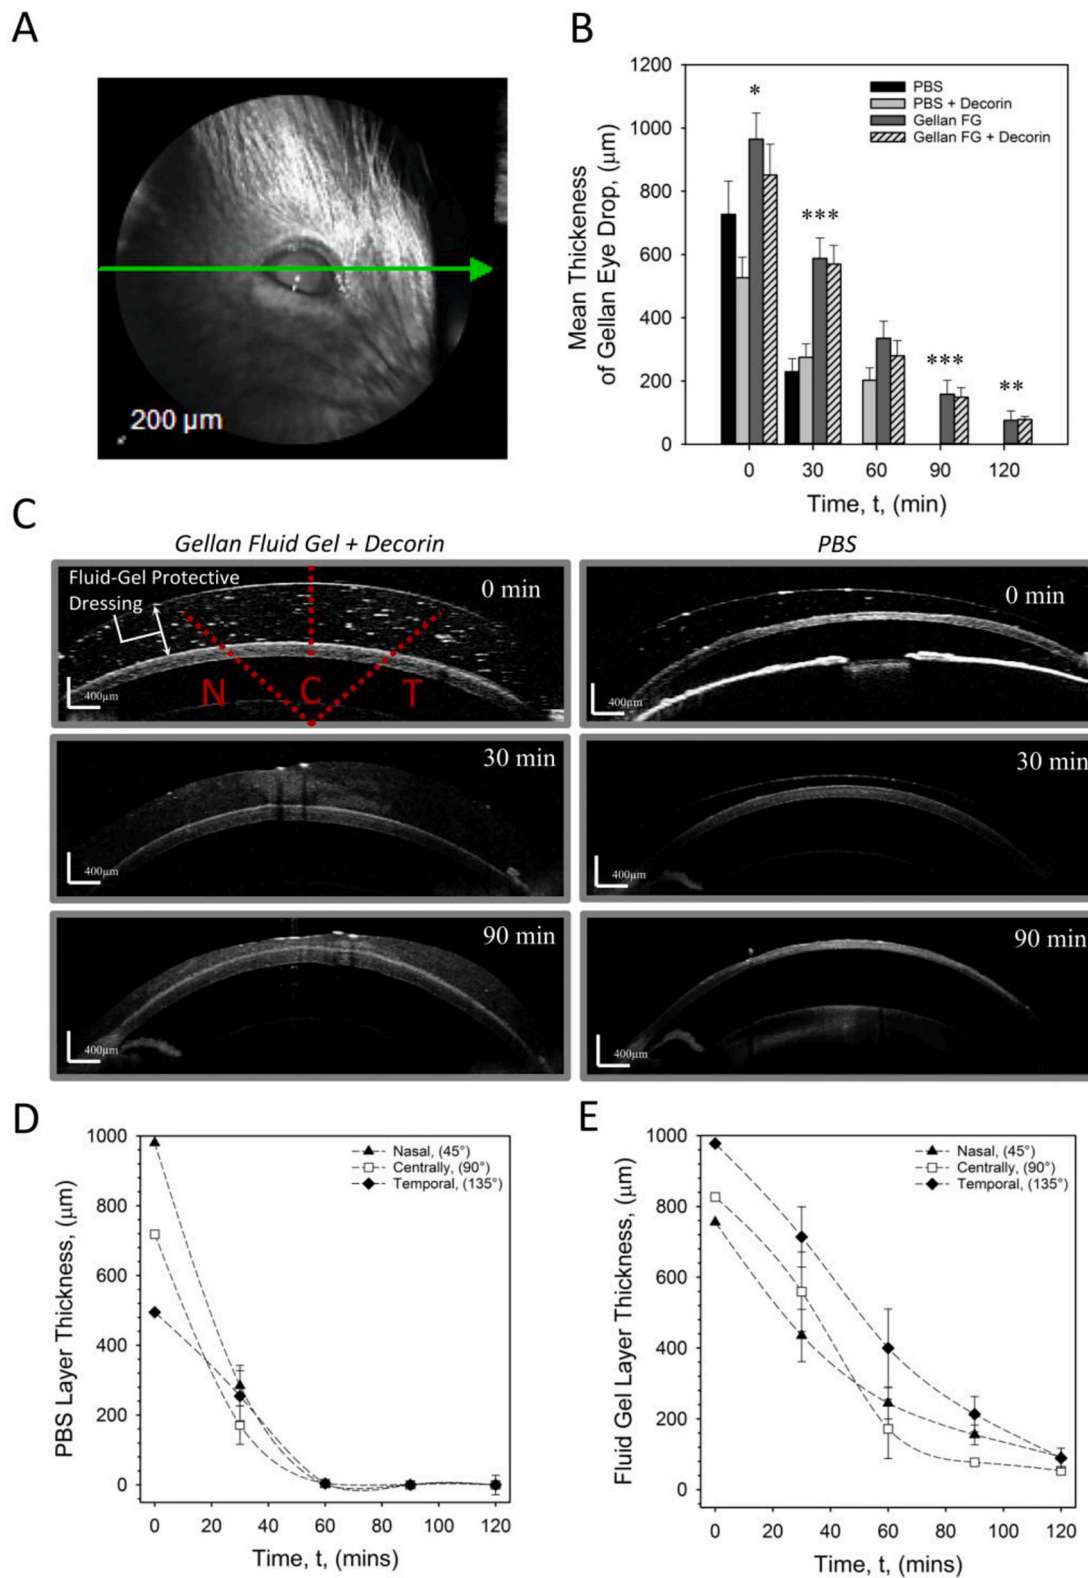 A
200 µm
B
1200
1000
800
600
400
200
0
Mean Thickeness
of Gellan Eye Drop, (µm)
*
***
***
**
PBS
PBS + Decorin
Gellan FG
Gellan FG + Decorin
0 30 60 90 120
Time, t, (min)
C
Gellan Fluid Gel + Decorin
PBS
Fluid-Gel Protective
Dressing
0 min
N C T
400µm
0 min
400µm
30 min
400µm
30 min
400µm
90 min
400µm
90 min
400µm
D
1000
800
600
400
200
0
PBS Layer Thickness, (µm)
Nasal, (45°)
Centrally, (90°)
Temporal, (135°)
0 20 40 60 80 100 120
Time, t, (mins)
E
1000
800
600
400
200
0
Fluid Gel Layer Thickness, (µm)
Nasal, (45°)
Centrally, (90°)
Temporal, (135°)
0 20 40 60 80 100 120
Time, t, (mins)